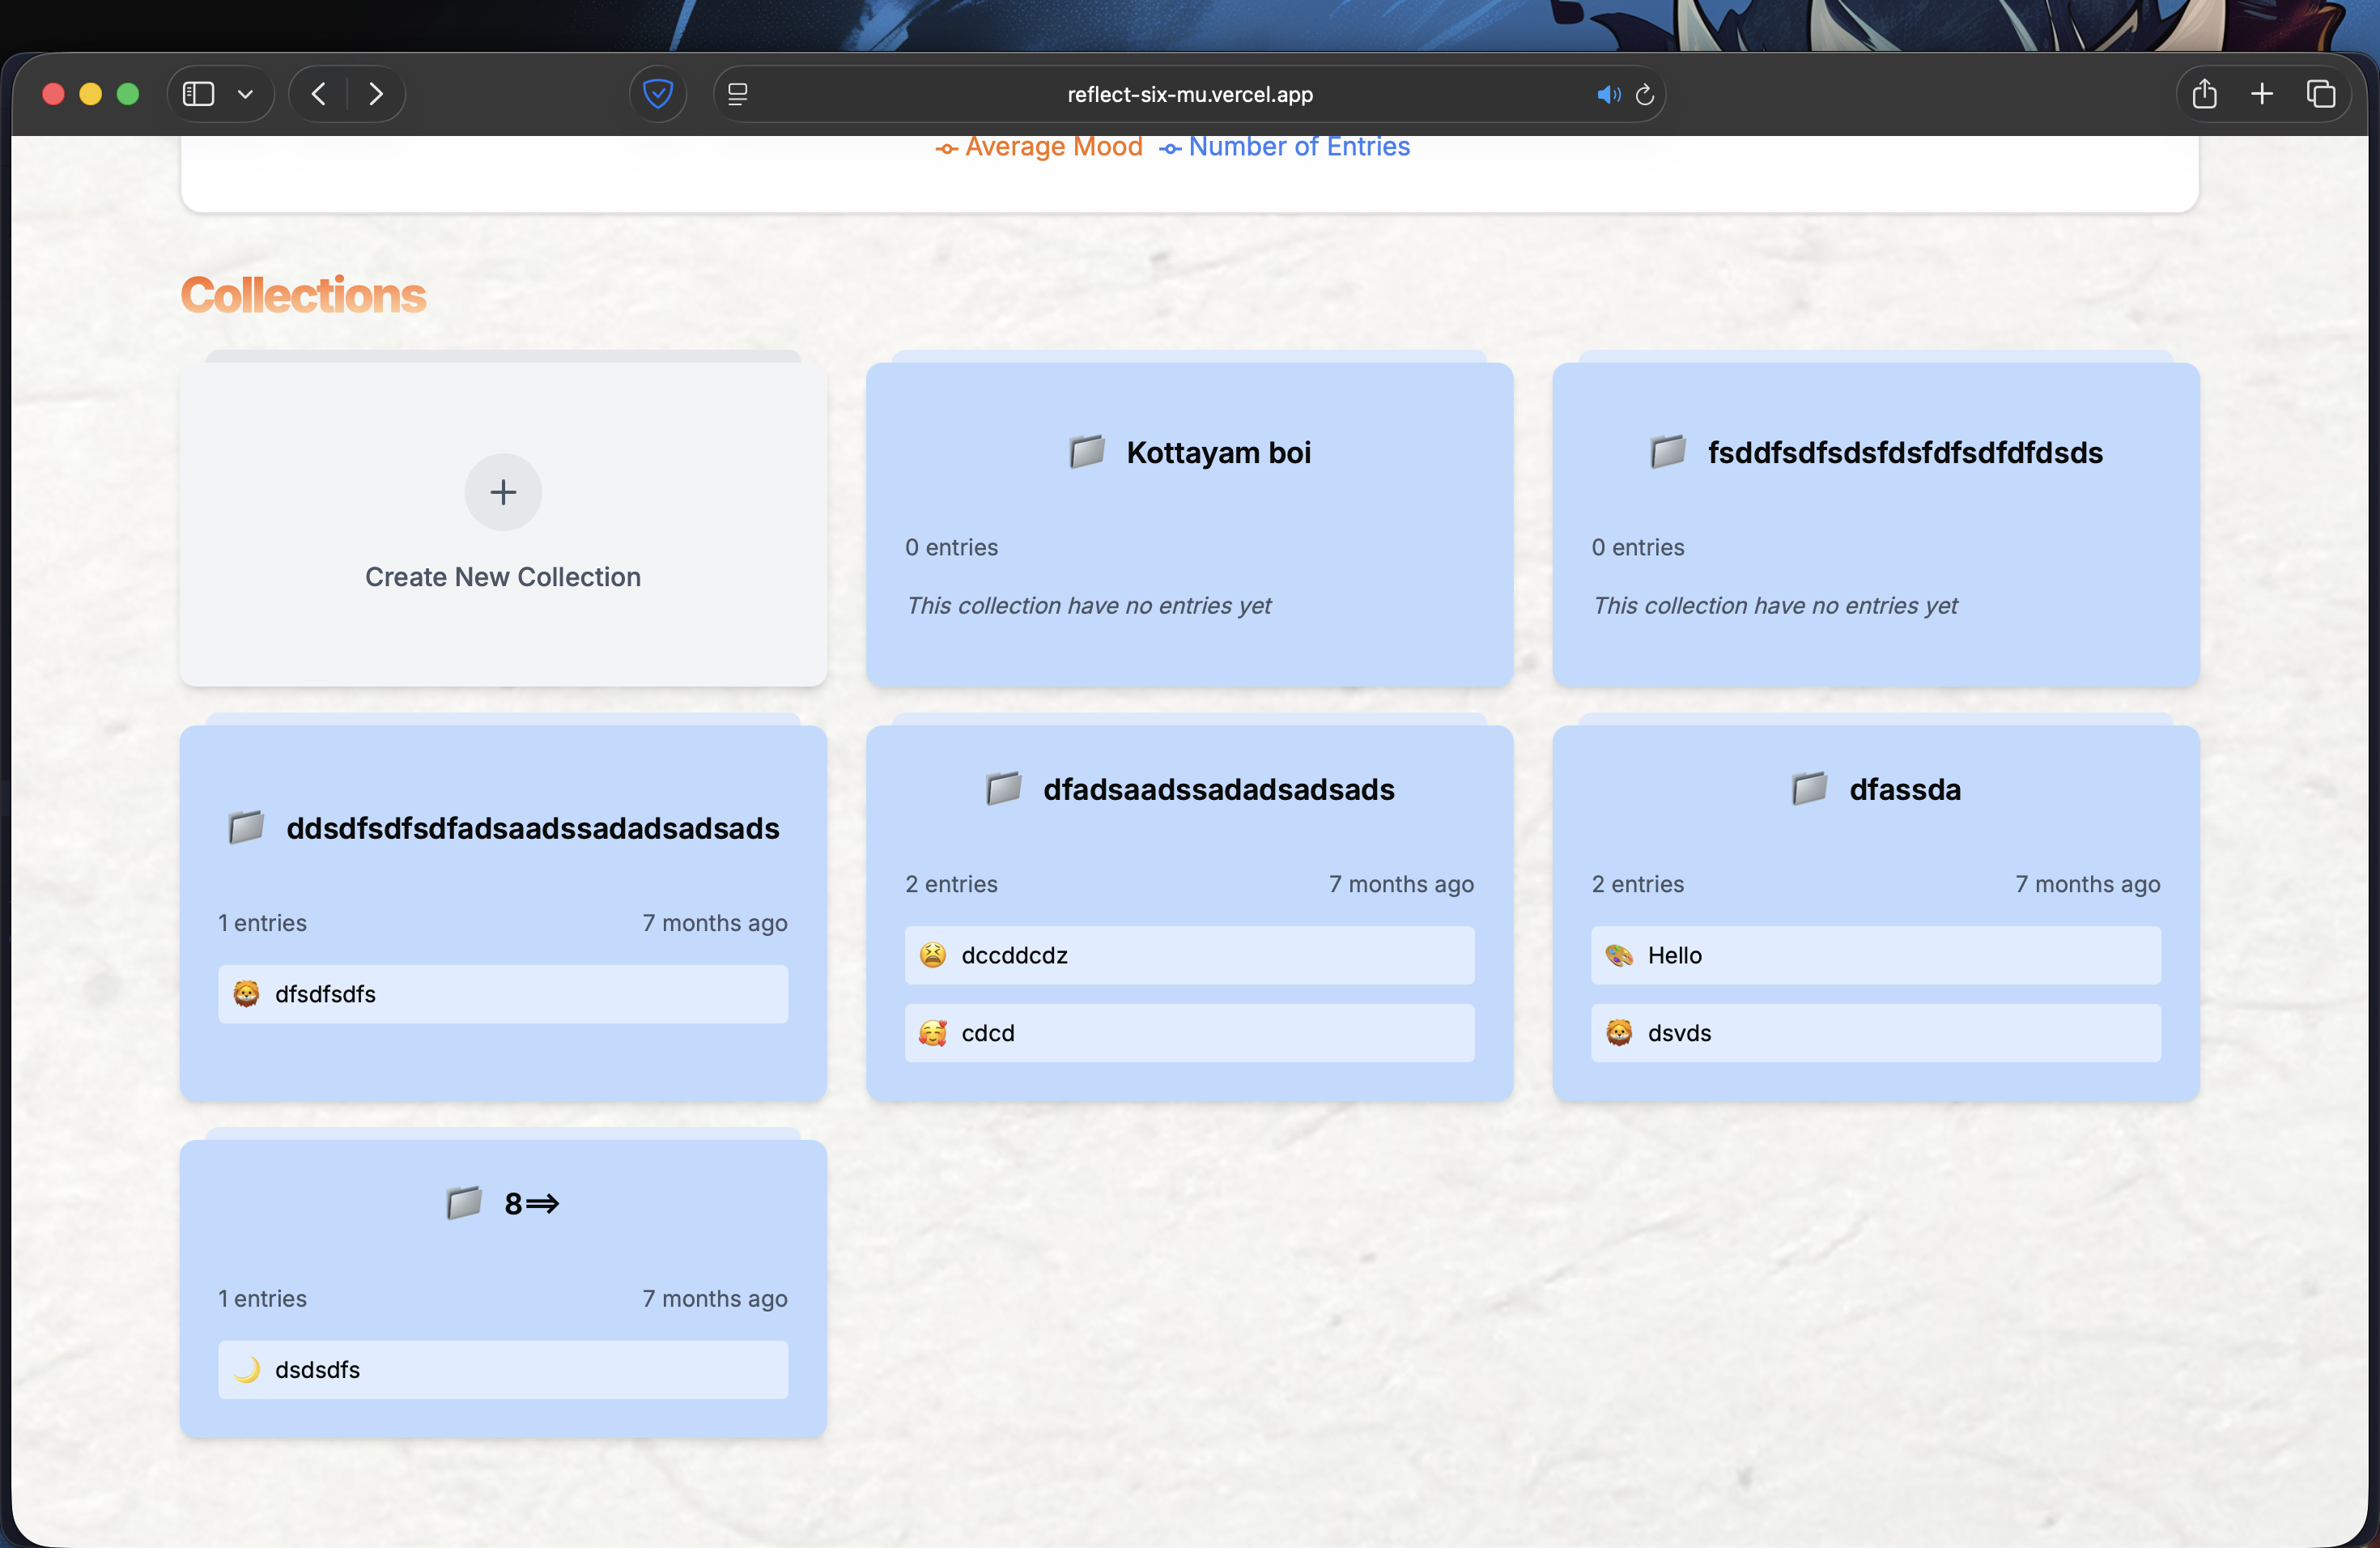 reflect-six-mu.vercel.app
Average Mood Number of Entries
Collections
Create New Collection
Kottayam boi
0 entries
This collection have no entries yet
fsddfsdfsdsfdsfdfsdfdfdsds
0 entries
This collection have no entries yet
ddsdfsdfsdfadsaadssadadsadsads
1 entries 7 months ago
dfsdfsdfs
dfadsaadssadadsadsads
2 entries 7 months ago
dccddcdz
cdcd
dfassda
2 entries 7 months ago
Hello
dsvds
8==>
1 entries 7 months ago
dsdsdfs